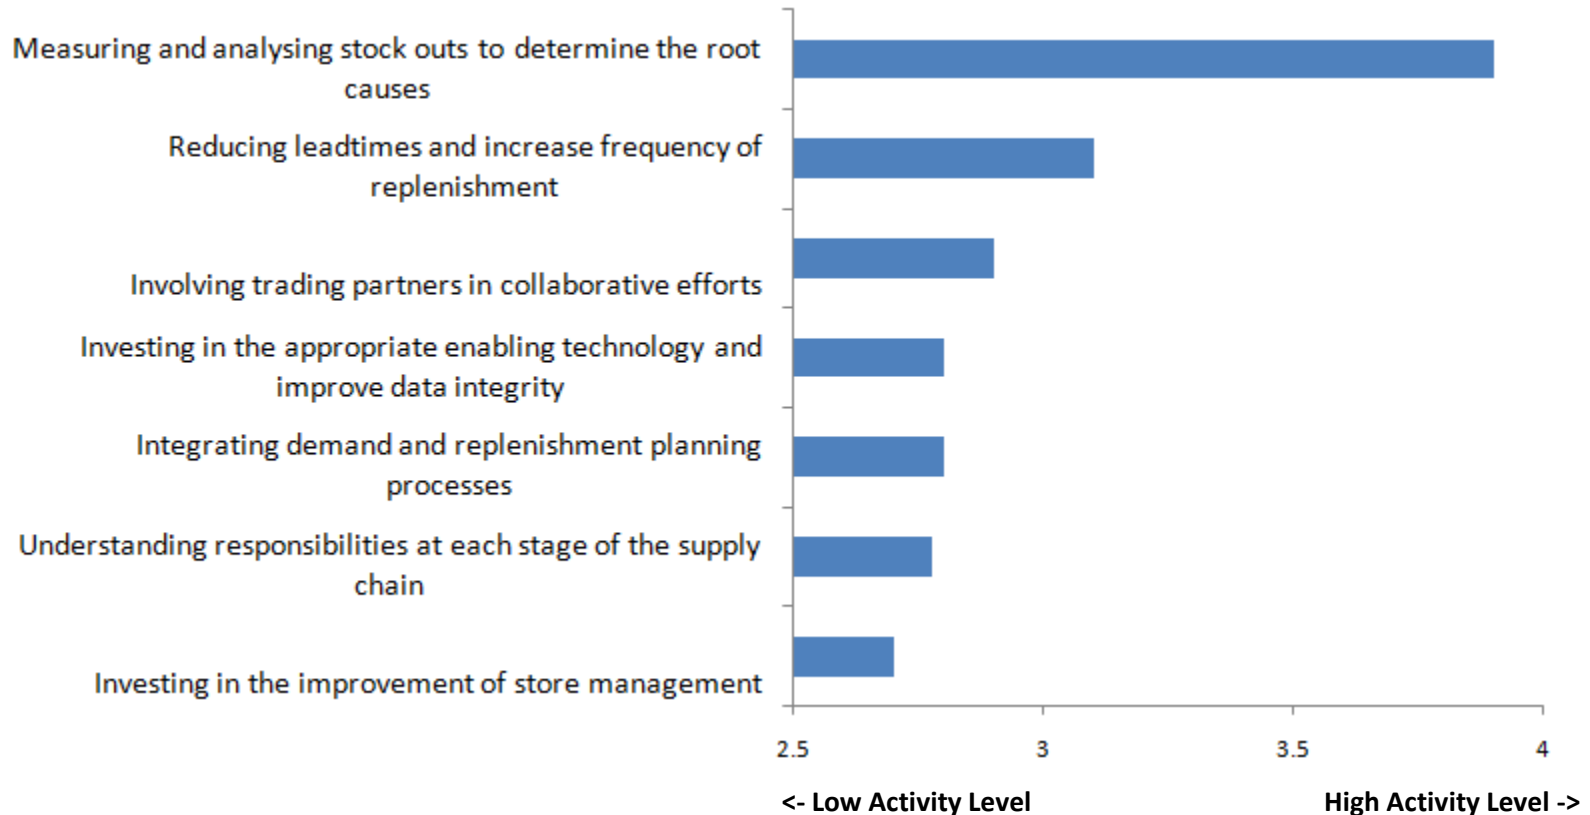 Measuring and analysing stock outs to determine the root
causes
Reducing leadtimes and increase frequency of
replenishment
Involving trading partners in collaborative efforts
Investing in the appropriate enabling technology and
improve data integrity
Integrating demand and replenishment planning
processes
Understanding responsibilities at each stage of the supply
chain
Investing in the improvement of store management
2.5 3 3.5 4
<- Low Activity Level High Activity Level ->